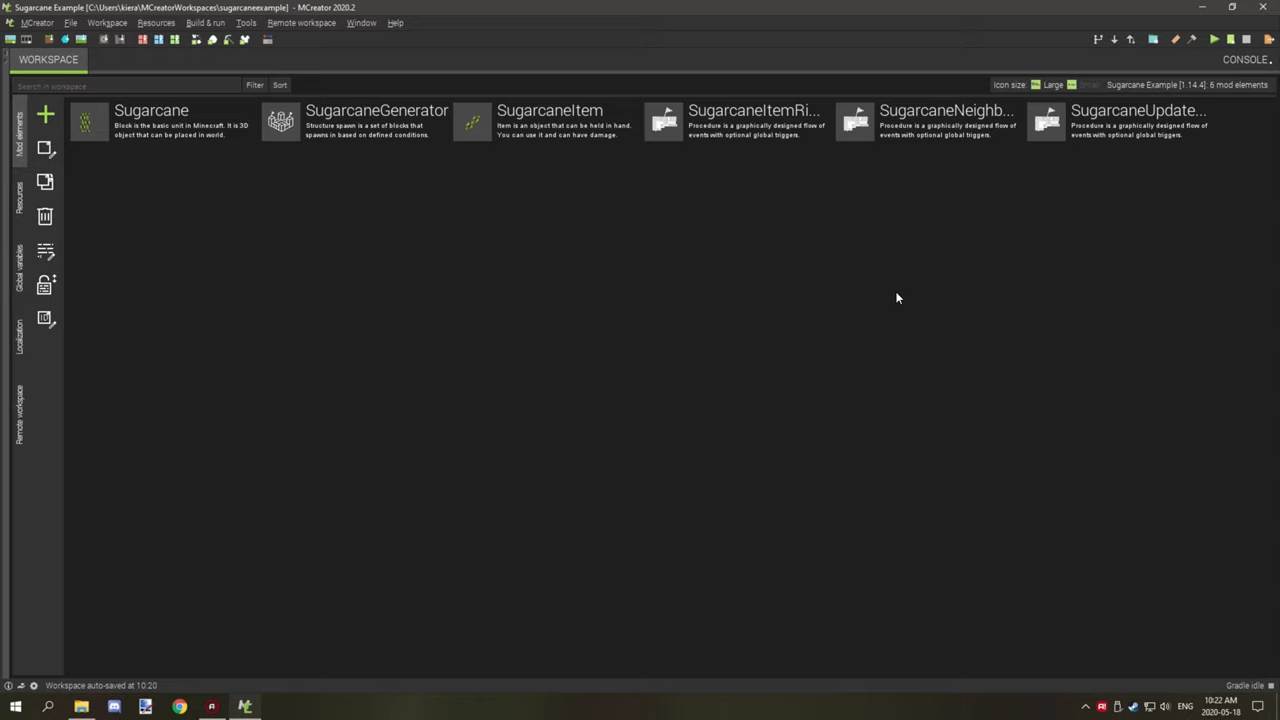 Sugarcane Example [C:\Users\kiera\MCreatorWorkspaces\sugarcaneexample] - MCreator 2020.2
MCreator File Workspace Resources Build & run Tools Remote workspace Window Help
WORKSPACE
CONSOLE
Search in workspace
Filter
Sort
Icon size: Large Small Sugarcane Example [1.14.4]: 6 mod elements
Mod elements
Resources
Global variables
Localization
Remote workspace
Sugarcane
Block is the basic unit in Minecraft. It is 3D
object that can be placed in world.
SugarcaneGenerator
Structure spawn is a set of blocks that
spawns in based on defined conditions.
SugarcaneItem
Item is an object that can be held in hand.
You can use it and can have damage.
SugarcaneItemRi...
Procedure is a graphically designed flow of
events with optional global triggers.
SugarcaneNeighb...
Procedure is a graphically designed flow of
events with optional global triggers.
SugarcaneUpdate...
Procedure is a graphically designed flow of
events with optional global triggers.
Workspace auto-saved at 10:20
Gradle idle
ENG
10:22 AM
2020-05-18